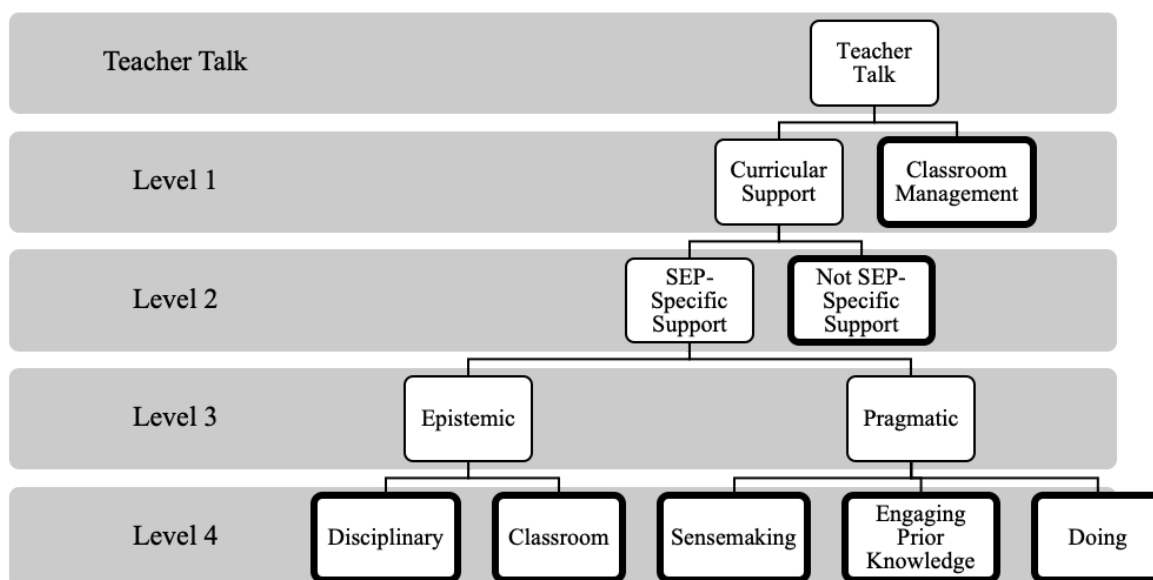 Teacher Talk
Teacher
Talk
Level 1
Curricular
Support
Classroom
Management
Level 2
SEP-
Specific
Support
Not SEP-
Specific
Support
Level 3
Epistemic
Pragmatic
Level 4
Disciplinary
Classroom
Sensemaking
Engaging
Prior
Knowledge
Doing